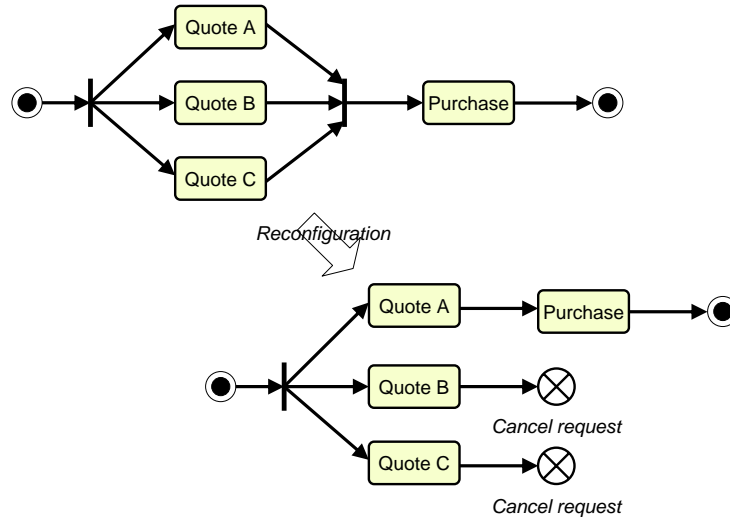 Quote A
Quote B
Purchase
Quote C
Reconfiguration
Quote A
Purchase
Quote B
Cancel request
Quote C
Cancel request